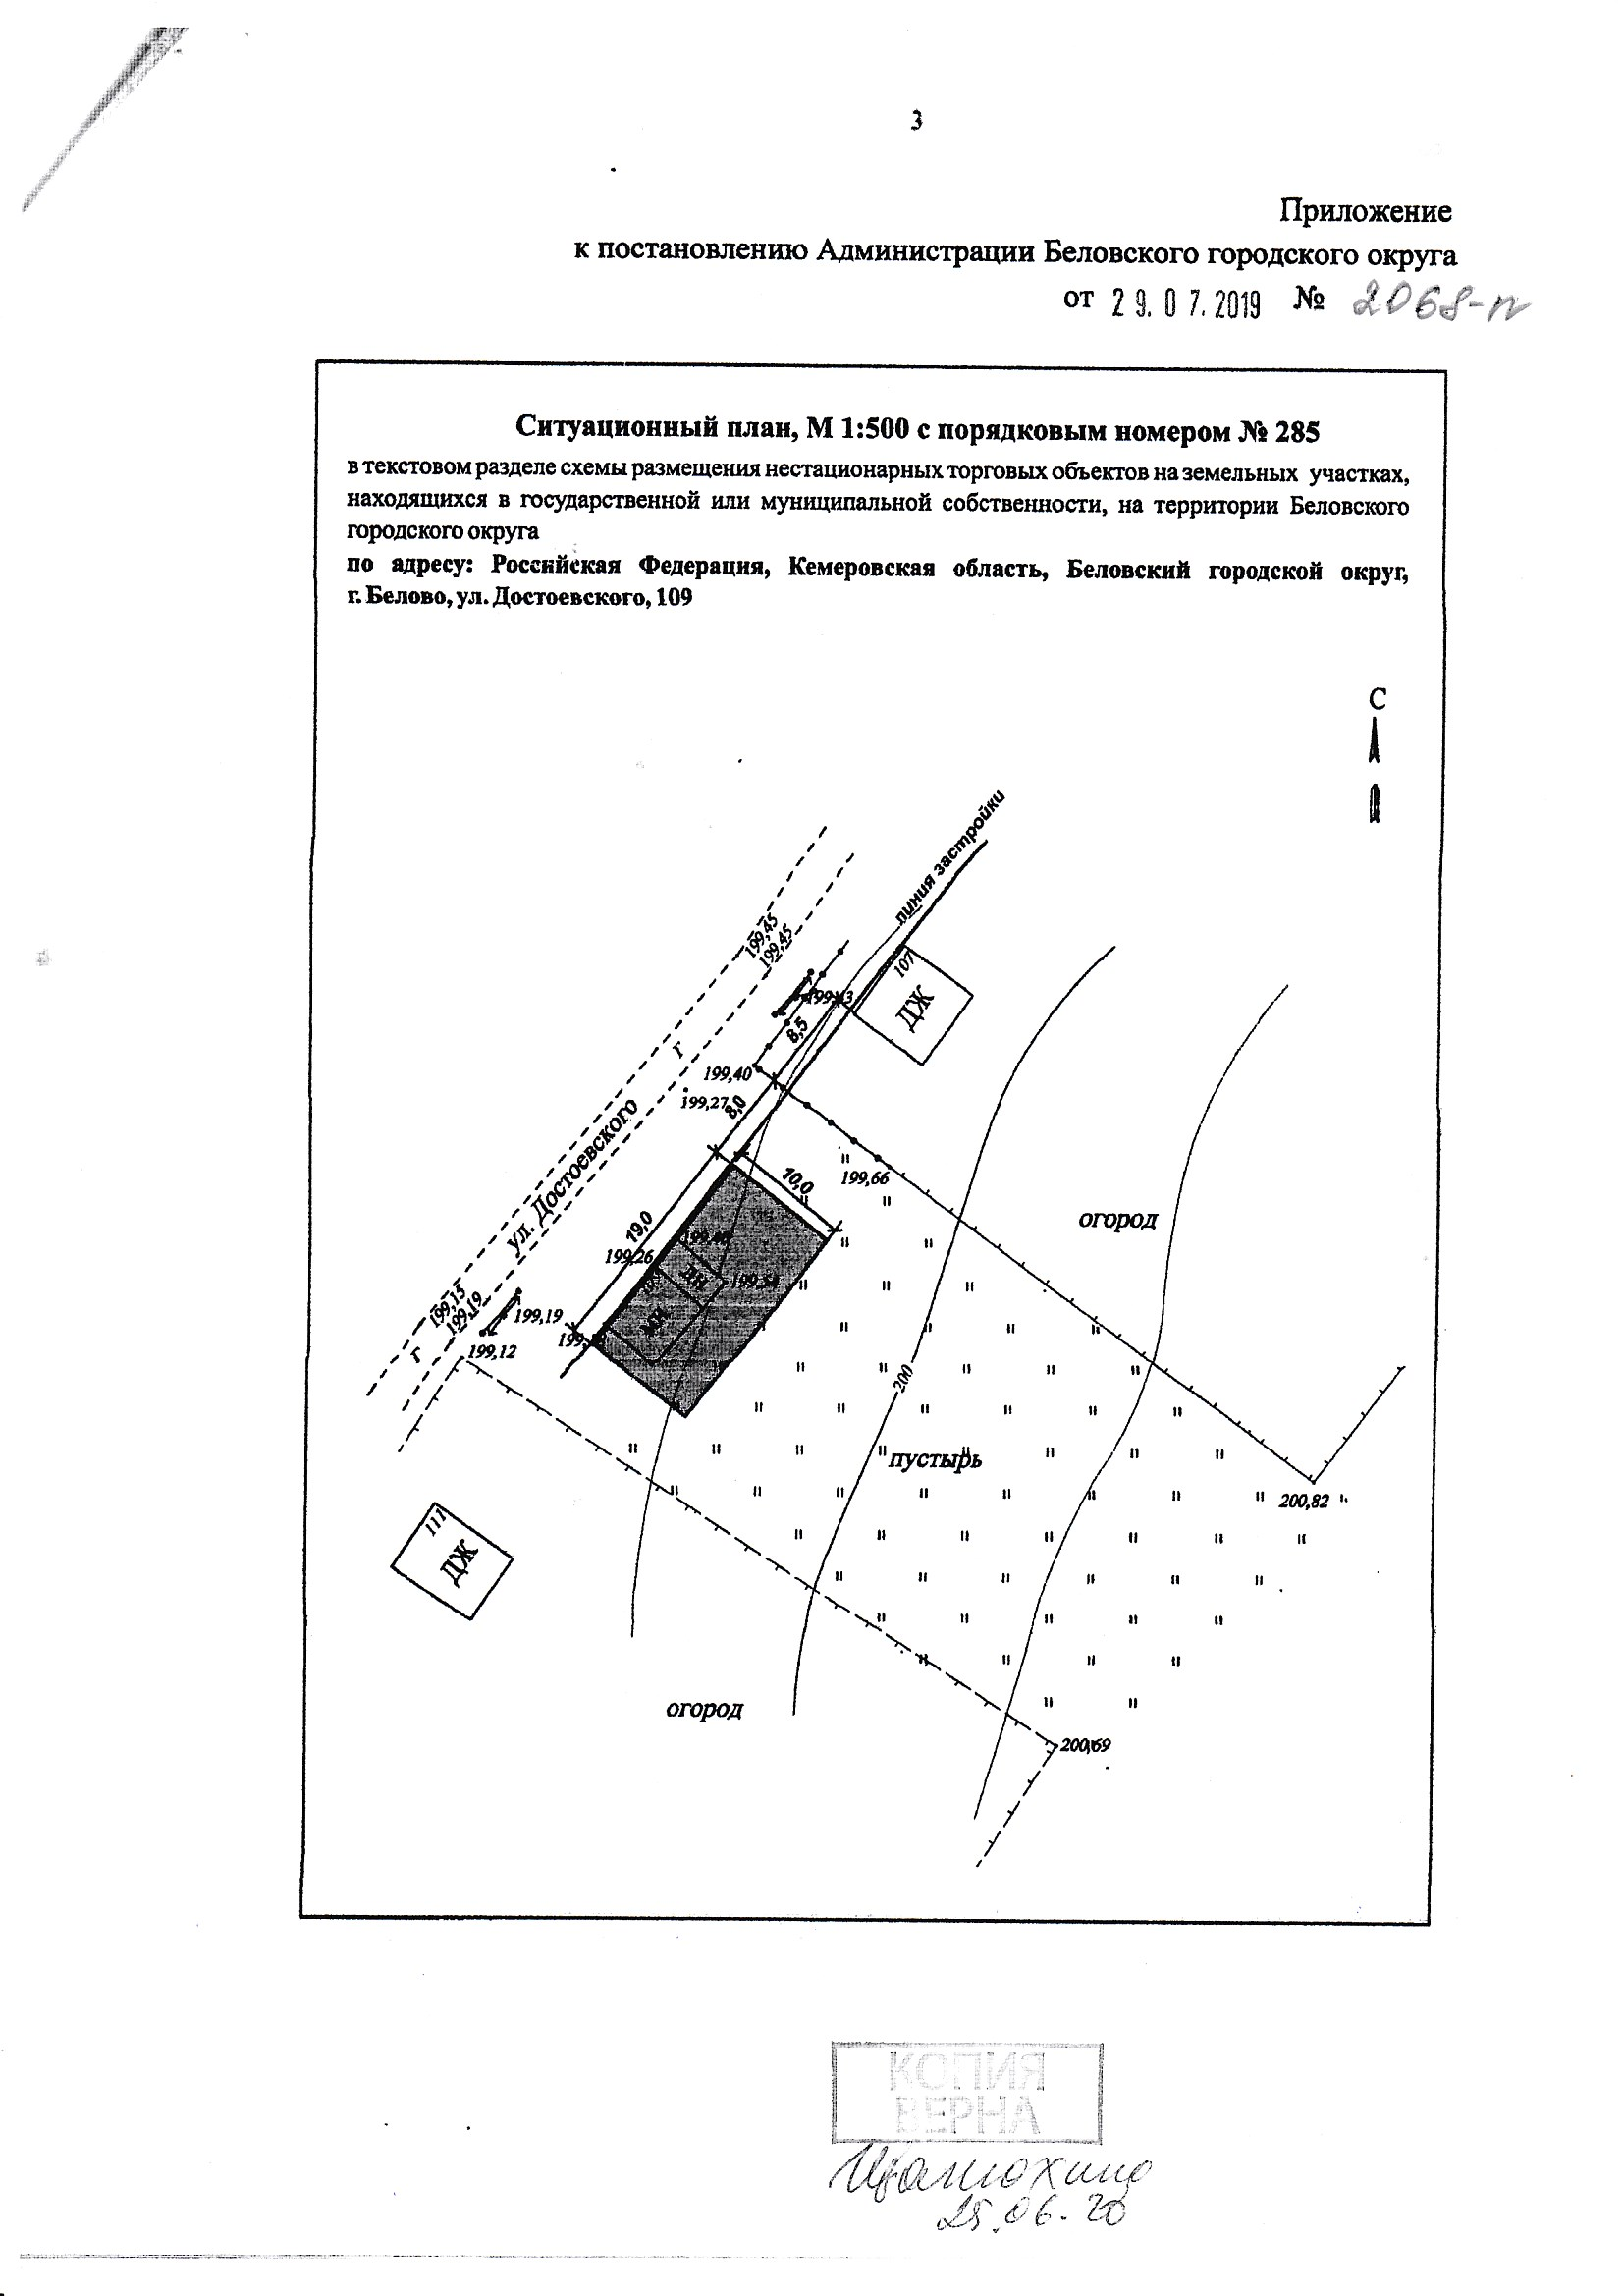 3
Приложение
к постановлению Администрации Беловского городского округа
от 29.07.2019 № 2068-п
Ситуационный план, М 1:500 с порядковым номером № 285
в текстовом разделе схемы размещения нестационарных торговых объектов на земельных участках,
находящихся в государственной или муниципальной собственности, на территории Беловского
городского округа
по адресу: Российская Федерация, Кемеровская область, Беловский городской округ,
г. Белово, ул. Достоевского, 109
С
линия застройки
199,45
199,45
107
ДЖ
8,5
г
199,40
199,27
8,0
ул. Достоевского
10,0
199,66
19,0
огород
199,26
ДН
199,15
199,19
199,19
г
199,12
200
пустырь
200,82
111
ДЖ
огород
200,69
КОПИЯ
ВЕРНА
25.06.20